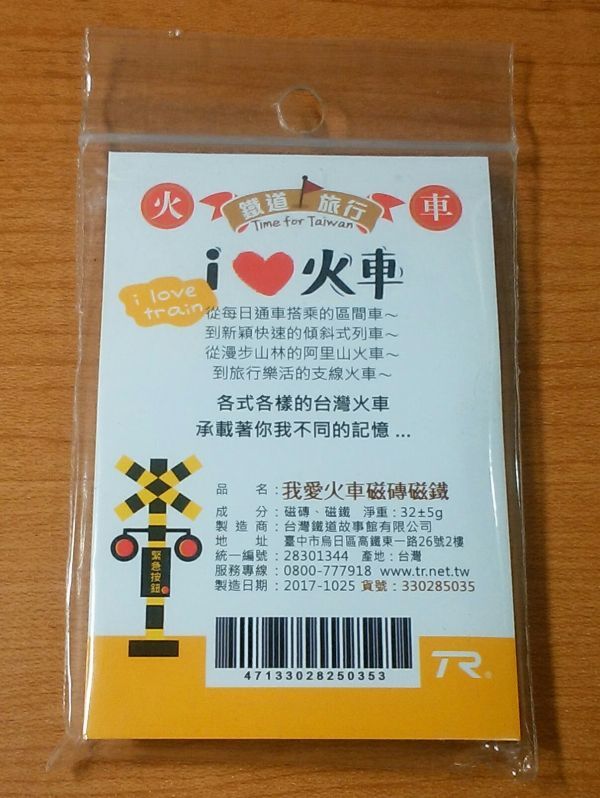 火
鐵道旅行
車
Time for Taiwan
i ♥ 火車
i love
train
從每日通車搭乘的區間車～
到新穎快速的傾斜式列車～
從漫步山林的阿里山火車～
到旅行樂活的支線火車～
各式各樣的台灣火車
承載著你我不同的記憶 ...
品名：我愛火車磁磚磁鐵
成分：磁磚、磁鐵 淨重：32±5g
製造商：台灣鐵道故事館有限公司
地址 臺中市烏日區高鐵東一路26號2樓
統一編號：28301344 產地：台灣
服務專線：0800-777918 www.tr.net.tw
製造日期：2017-1025 貨號：330285035
緊急按鈕
47133028250353
TR®